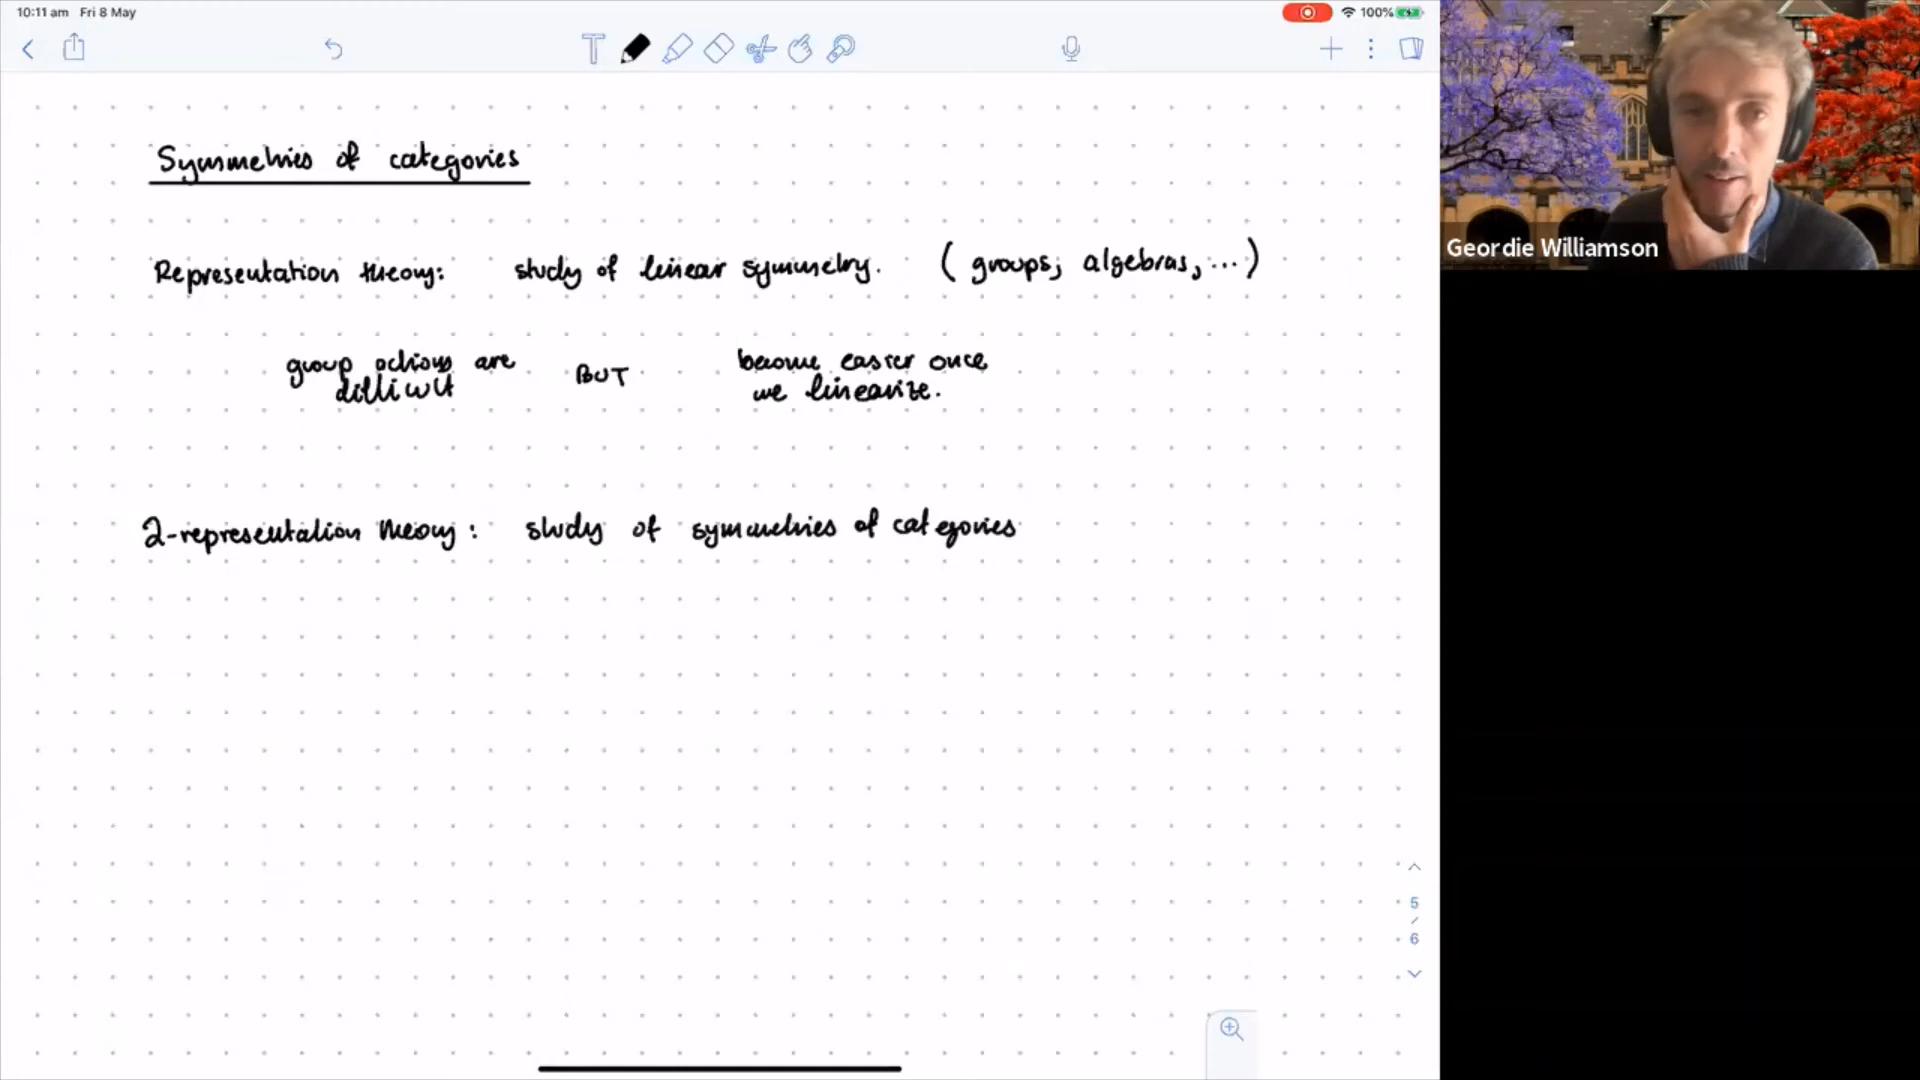 10:11 am Fri 8 May
100%
Symmetries of categories
Representation theory: study of linear symmetry. (groups, algebras, ...)
group actions are difficult BUT become easier once we linearize.
2-representation theory: study of symmetries of categories
Geordie Williamson
5
/
6